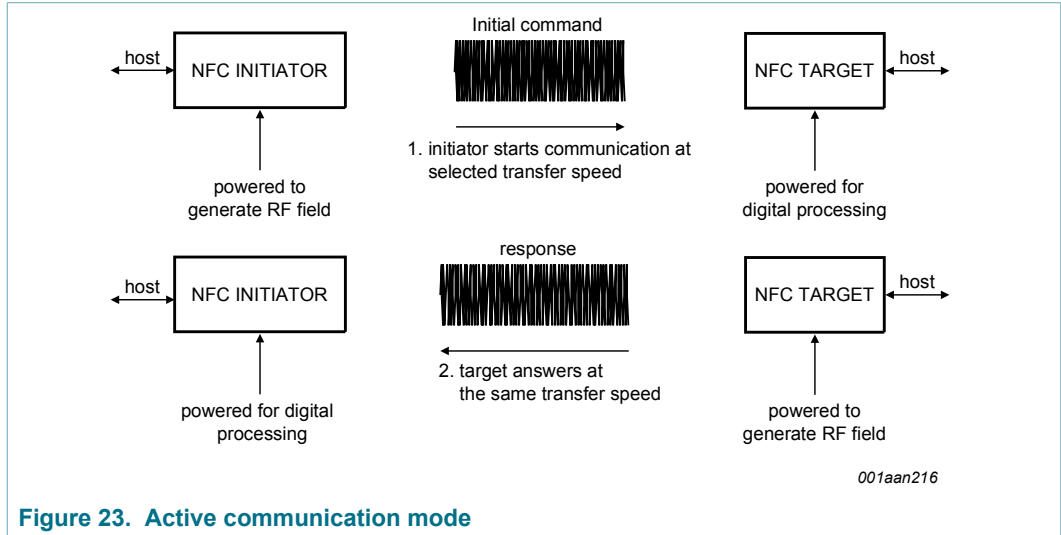 Initial command
host
NFC INITIATOR
NFC TARGET
host
1. initiator starts communication at
selected transfer speed
powered to
generate RF field
powered for
digital processing
response
host
NFC INITIATOR
NFC TARGET
host
2. target answers at
the same transfer speed
powered for digital
processing
powered to
generate RF field
001aan216
Figure 23. Active communication mode